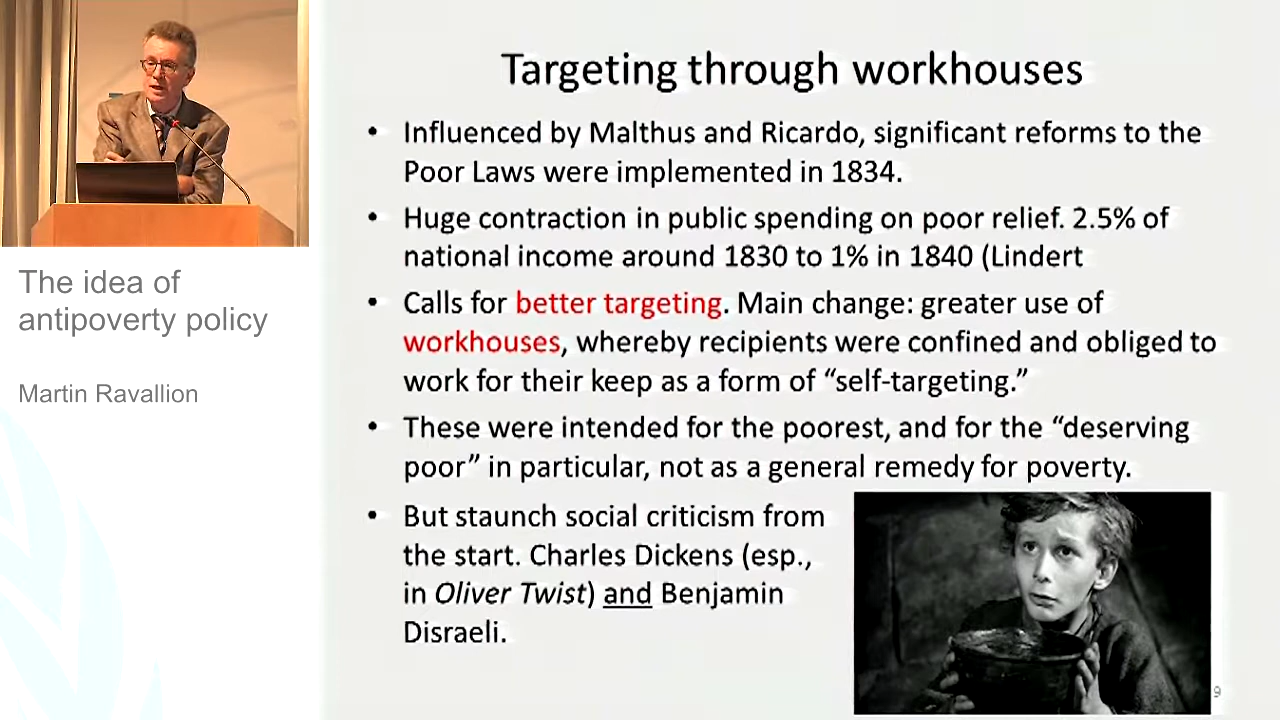 The idea of
antipoverty policy
Martin Ravallion
Targeting through workhouses
• Influenced by Malthus and Ricardo, significant reforms to the
Poor Laws were implemented in 1834.
• Huge contraction in public spending on poor relief. 2.5% of
national income around 1830 to 1% in 1840 (Lindert
• Calls for better targeting. Main change: greater use of
workhouses, whereby recipients were confined and obliged to
work for their keep as a form of “self-targeting.”
• These were intended for the poorest, and for the “deserving
poor” in particular, not as a general remedy for poverty.
• But staunch social criticism from
the start. Charles Dickens (esp.,
in Oliver Twist) and Benjamin
Disraeli.
9